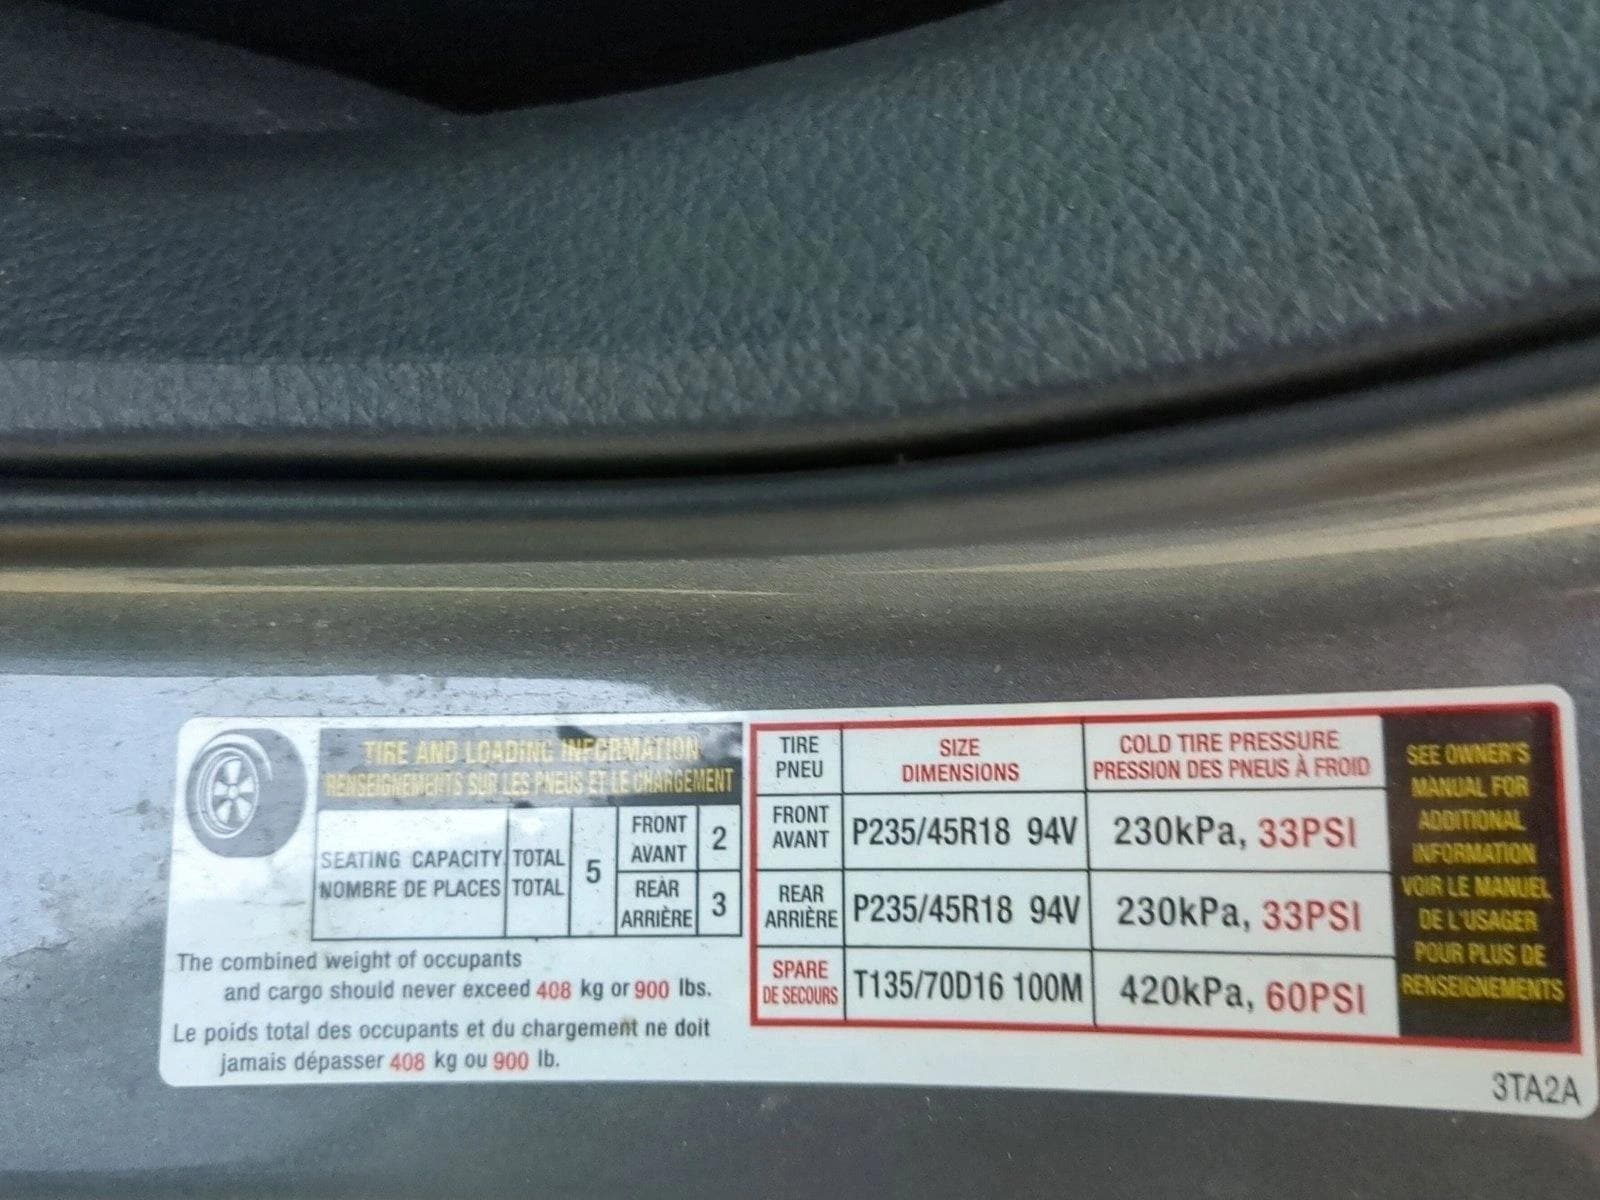 TIRE AND LOADING INFORMATION
RENSEIGNEMENTS SUR LES PNEUS ET LE CHARGEMENT
SEATING CAPACITY TOTAL
NOMBRE DE PLACES TOTAL
5
FRONT
AVANT
2
REAR
ARRIÈRE
3
The combined weight of occupants
and cargo should never exceed 408 kg or 900 lbs.
Le poids total des occupants et du chargement ne doit
jamais dépasser 408 kg ou 900 lb.
TIRE
PNEU
SIZE
DIMENSIONS
COLD TIRE PRESSURE
PRESSION DES PNEUS À FROID
FRONT
AVANT
P235/45R18 94V
230kPa, 33PSI
REAR
ARRIÈRE
P235/45R18 94V
230kPa, 33PSI
SPARE
DE SECOURS
T135/70D16 100M
420kPa, 60PSI
SEE OWNER'S
MANUAL FOR
ADDITIONAL
INFORMATION
VOIR LE MANUEL
DE L'USAGER
POUR PLUS DE
RENSEIGNEMENTS
3TA2A